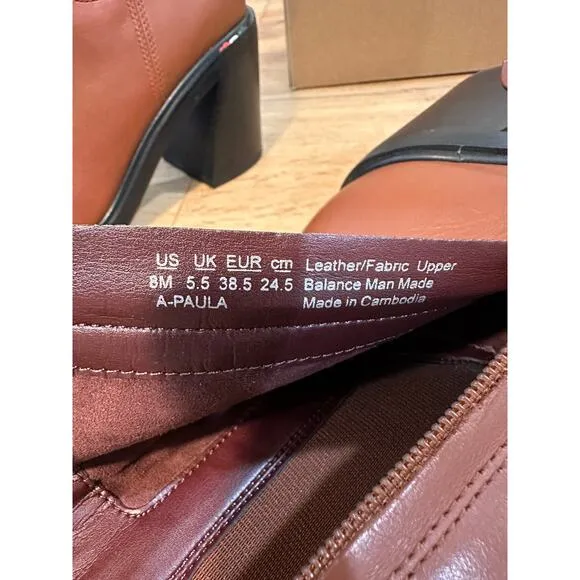 US UK EUR cm Leather/Fabric Upper
8M 5.5 38.5 24.5 Balance Man Made
A-PAULA Made in Cambodia